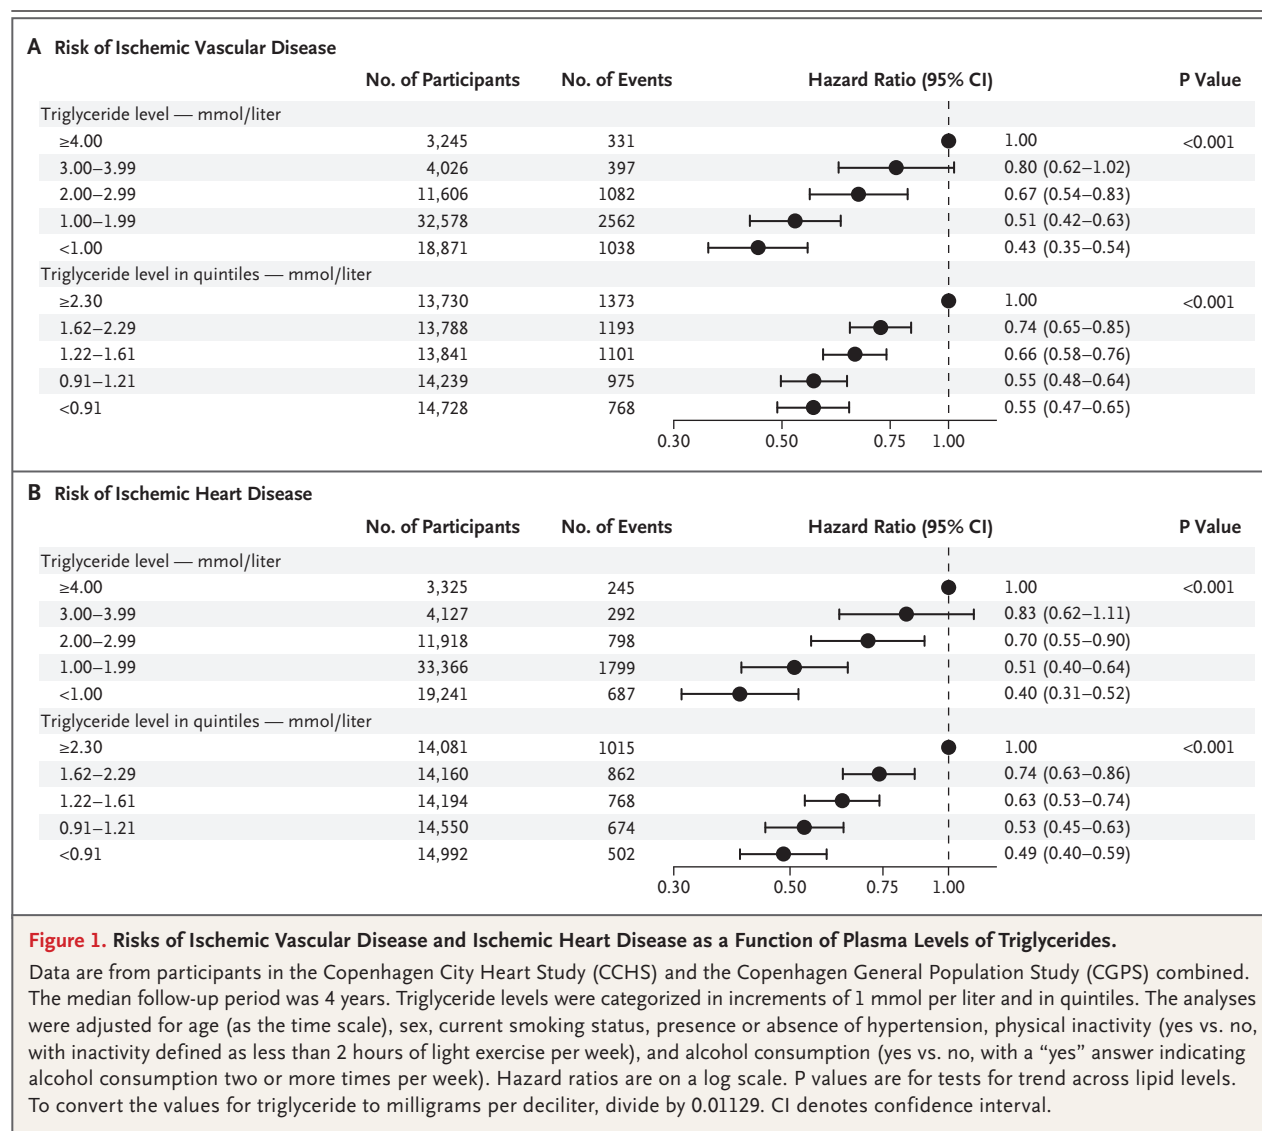 A Risk of Ischemic Vascular Disease
No. of Participants No. of Events Hazard Ratio (95% CI) P Value
Triglyceride level — mmol/liter
≥4.00 3,245 331 1.00 <0.001
3.00–3.99 4,026 397 0.80 (0.62–1.02)
2.00–2.99 11,606 1082 0.67 (0.54–0.83)
1.00–1.99 32,578 2562 0.51 (0.42–0.63)
<1.00 18,871 1038 0.43 (0.35–0.54)
Triglyceride level in quintiles — mmol/liter
≥2.30 13,730 1373 1.00 <0.001
1.62–2.29 13,788 1193 0.74 (0.65–0.85)
1.22–1.61 13,841 1101 0.66 (0.58–0.76)
0.91–1.21 14,239 975 0.55 (0.48–0.64)
<0.91 14,728 768 0.55 (0.47–0.65)
0.30 0.50 0.75 1.00
B Risk of Ischemic Heart Disease
No. of Participants No. of Events Hazard Ratio (95% CI) P Value
Triglyceride level — mmol/liter
≥4.00 3,325 245 1.00 <0.001
3.00–3.99 4,127 292 0.83 (0.62–1.11)
2.00–2.99 11,918 798 0.70 (0.55–0.90)
1.00–1.99 33,366 1799 0.51 (0.40–0.64)
<1.00 19,241 687 0.40 (0.31–0.52)
Triglyceride level in quintiles — mmol/liter
≥2.30 14,081 1015 1.00 <0.001
1.62–2.29 14,160 862 0.74 (0.63–0.86)
1.22–1.61 14,194 768 0.63 (0.53–0.74)
0.91–1.21 14,550 674 0.53 (0.45–0.63)
<0.91 14,992 502 0.49 (0.40–0.59)
0.30 0.50 0.75 1.00
Figure 1. Risks of Ischemic Vascular Disease and Ischemic Heart Disease as a Function of Plasma Levels of Triglycerides.
Data are from participants in the Copenhagen City Heart Study (CCHS) and the Copenhagen General Population Study (CGPS) combined.
The median follow-up period was 4 years. Triglyceride levels were categorized in increments of 1 mmol per liter and in quintiles. The analyses
were adjusted for age (as the time scale), sex, current smoking status, presence or absence of hypertension, physical inactivity (yes vs. no,
with inactivity defined as less than 2 hours of light exercise per week), and alcohol consumption (yes vs. no, with a “yes” answer indicating
alcohol consumption two or more times per week). Hazard ratios are on a log scale. P values are for tests for trend across lipid levels.
To convert the values for triglyceride to milligrams per deciliter, divide by 0.01129. CI denotes confidence interval.